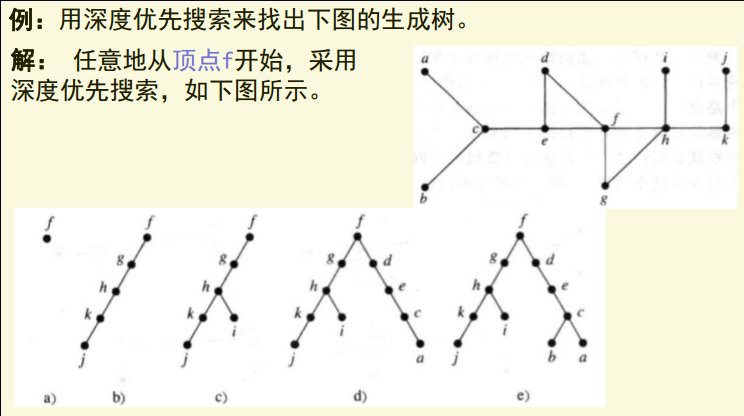 例：用深度优先搜索来找出下图的生成树。
解： 任意地从顶点f开始，采用
深度优先搜索，如下图所示。
a d i j
c e f h k
b g
f
a)
f
g
h
k
j
b)
f
g
h
k
i
j
c)
f
g d
h e
k c
i
j a
d)
f
g d
h e
k c
i
j b a
e)